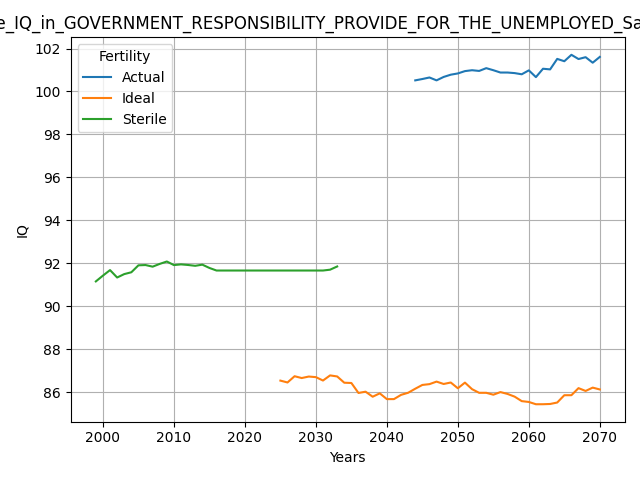 e_IQ_in_GOVERNMENT_RESPONSIBILITY_PROVIDE_FOR_THE_UNEMPLOYED_Sa
Fertility
Actual
Ideal
Sterile
102
100
98
96
94
92
90
88
86
IQ
2000 2010 2020 2030 2040 2050 2060 2070
Years